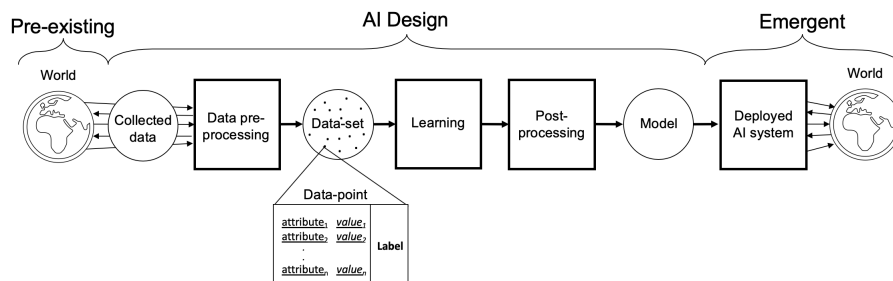 Pre-existing
AI Design
Emergent
World
World
Collected
data
Data pre-
processing
Data-set
Learning
Post-
processing
Model
Deployed
AI system
Data-point
attribute₁ value₁
attribute₂ value₂
.
.
attributeₙ valueₙ
Label